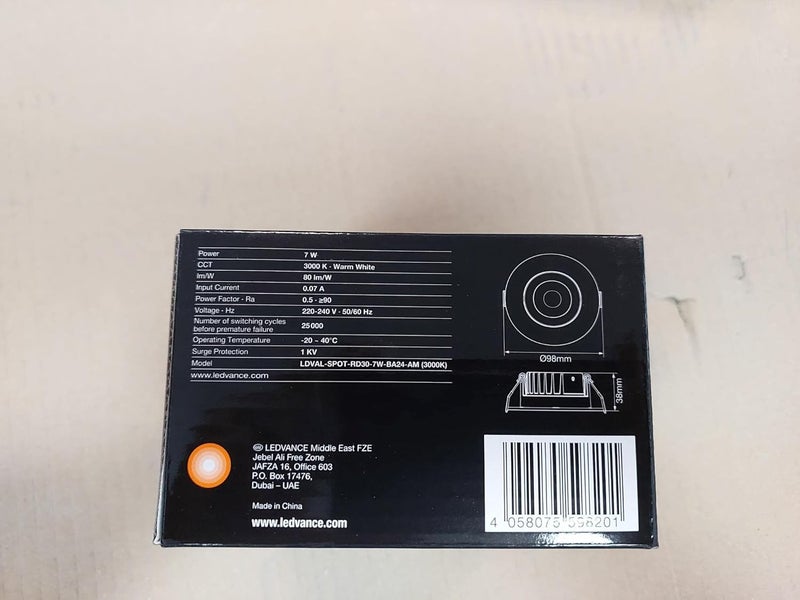 Power 7 W
CCT 3000 K - Warm White
lm/W 80 lm/W
Input Current 0.07 A
Power Factor - Ra 0.5 - ≥90
Voltage - Hz 220-240 V - 50/60 Hz
Number of switching cycles
before premature failure 25000
Operating Temperature -20 ~ 40°C
Surge Protection 1 KV
Model LDVAL-SPOT-RD30-7W-BA24-AM (3000K)
www.ledvance.com
Ø98mm
38mm
LEDVANCE Middle East FZE
Jebel Ali Free Zone
JAFZA 16, Office 603
P.O. Box 17476,
Dubai – UAE
Made in China
www.ledvance.com
4 058075 598201